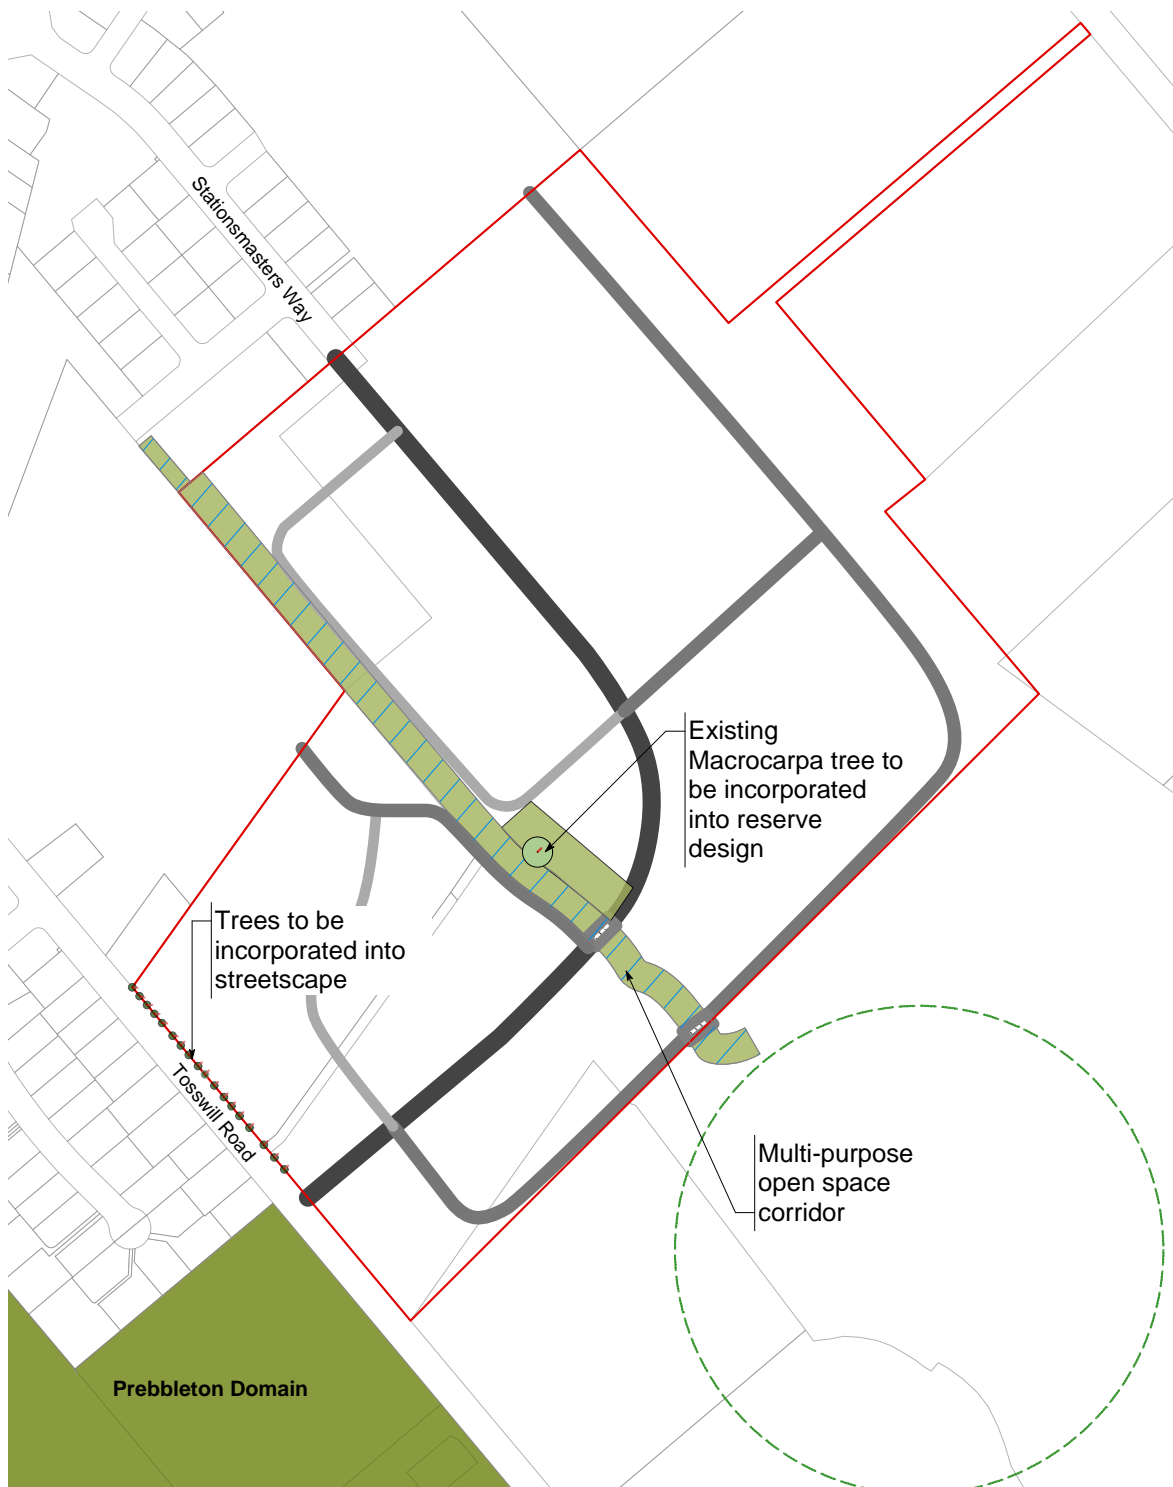 Stationsmasters Way
Existing
Macrocarpa tree to
be incorporated
into reserve
design
Trees to be
incorporated into
streetscape
Tosswill Road
Multi-purpose
open space
corridor
Prebbleton Domain